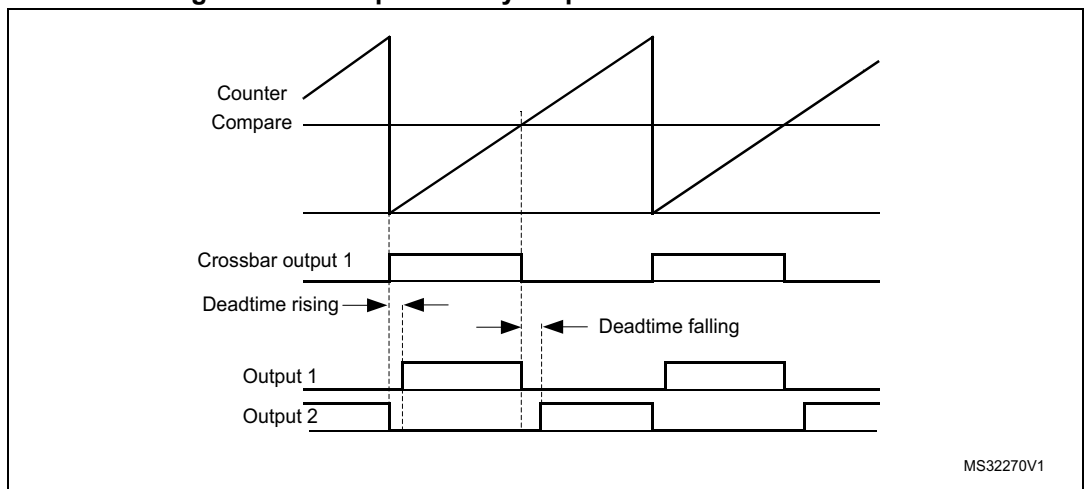 Counter
Compare
Crossbar output 1
Deadtime rising
Deadtime falling
Output 1
Output 2
MS32270V1